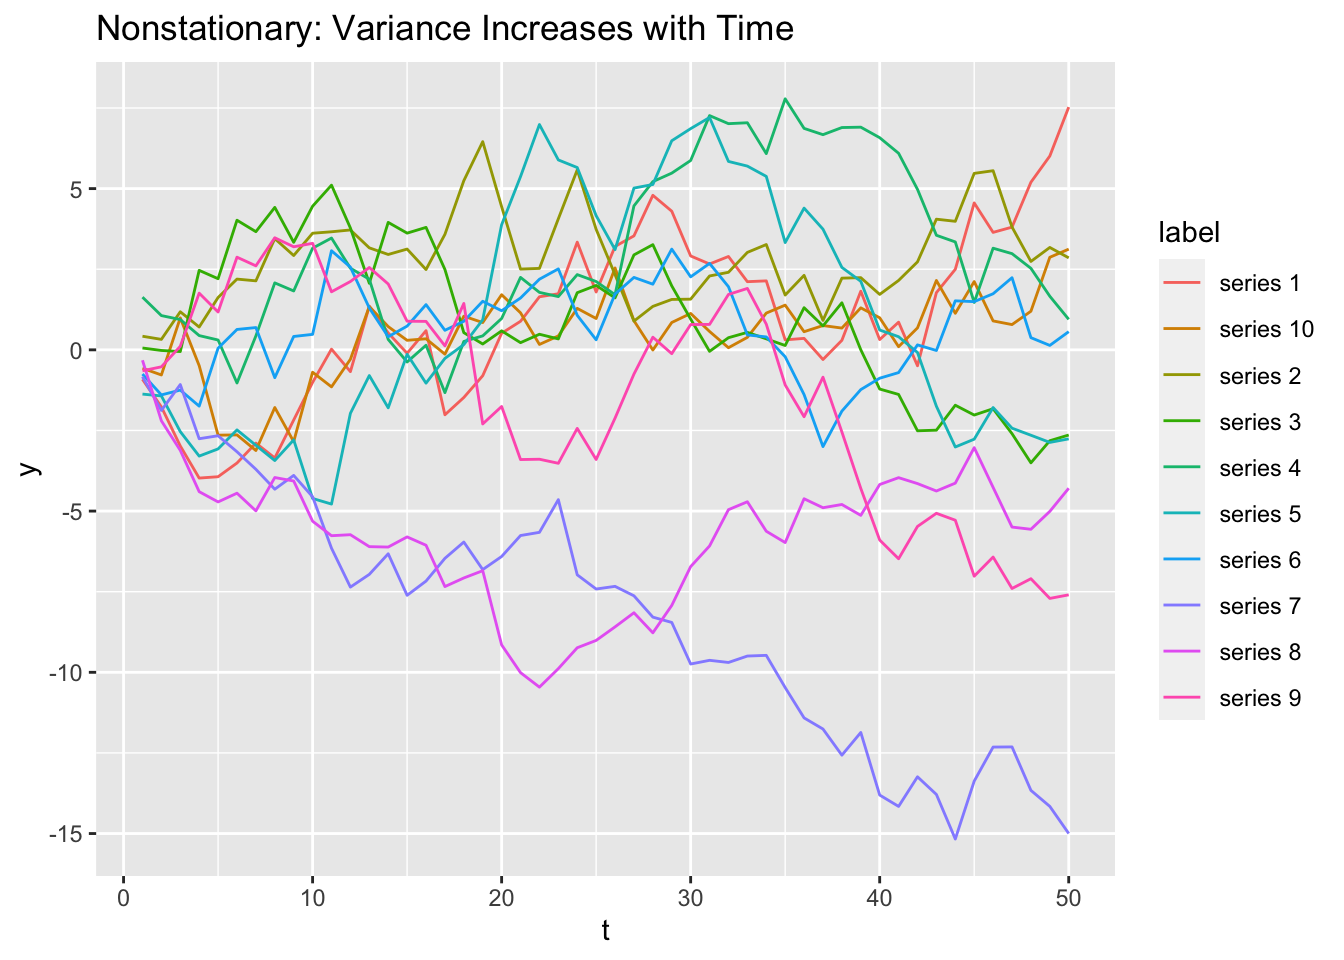 Nonstationary: Variance Increases with Time
y
5
0
-5
-10
-15
0 10 20 30 40 50
t
label
series 1
series 10
series 2
series 3
series 4
series 5
series 6
series 7
series 8
series 9